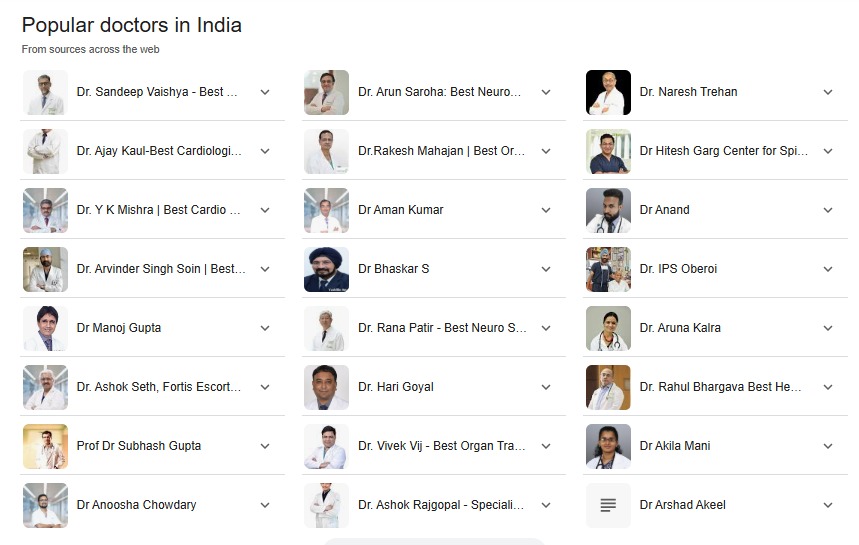 Popular doctors in India
From sources across the web
Dr. Sandeep Vaishya - Best ...
Dr. Arun Saroha: Best Neuro...
Dr. Naresh Trehan
Dr. Ajay Kaul-Best Cardiologi...
Dr.Rakesh Mahajan | Best Or...
Dr Hitesh Garg Center for Spi...
Dr. Y K Mishra | Best Cardio ...
Dr Aman Kumar
Dr Anand
Dr. Arvinder Singh Soin | Best...
Dr Bhaskar S
Dr. IPS Oberoi
Dr Manoj Gupta
Dr. Rana Patir - Best Neuro S...
Dr. Aruna Kalra
Dr. Ashok Seth, Fortis Escort...
Dr. Hari Goyal
Dr. Rahul Bhargava Best He...
Prof Dr Subhash Gupta
Dr. Vivek Vij - Best Organ Tra...
Dr Akila Mani
Dr Anoosha Chowdary
Dr. Ashok Rajgopal - Speciali...
Dr Arshad Akeel